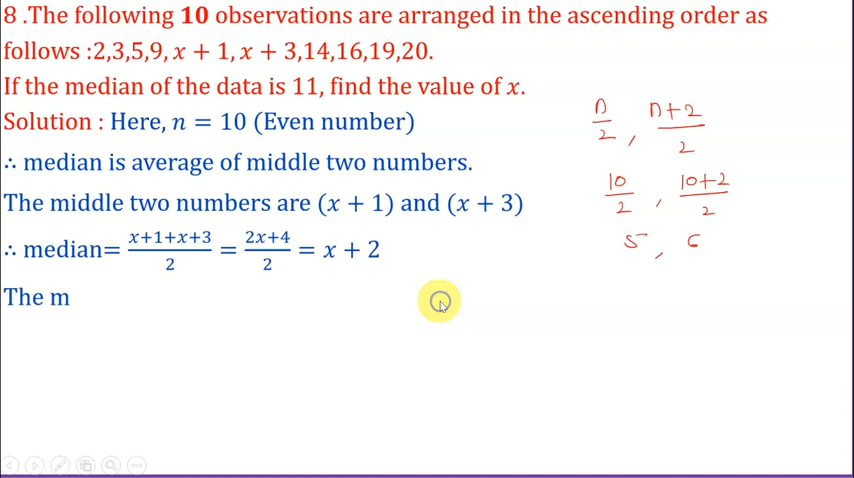 8 .The following 10 observations are arranged in the ascending order as
follows :2,3,5,9, x + 1, x + 3,14,16,19,20.
If the median of the data is 11, find the value of x.
Solution : Here, n = 10 (Even number)
∴ median is average of middle two numbers.
The middle two numbers are (x + 1) and (x + 3)
∴ median= x+1+x+3/2 = 2x+4/2 = x + 2
The m
n/2 , n+2/2
10/2 , 10+2/2
5 , 6